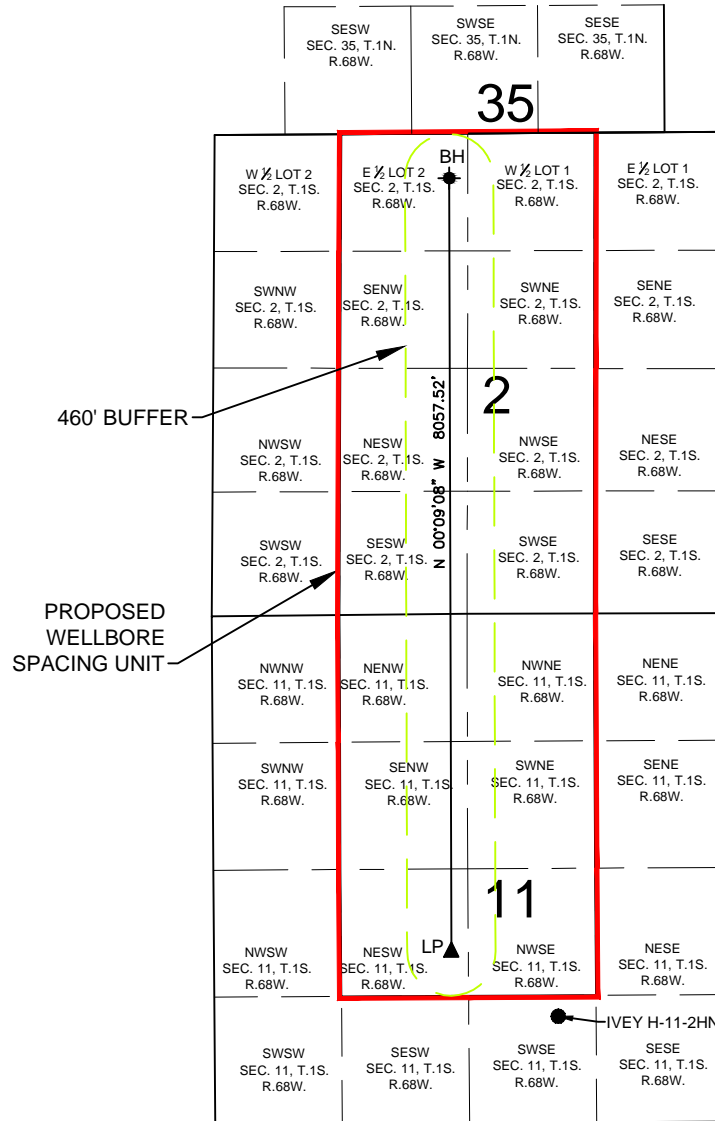 SESW
SEC. 35, T.1N.
R.68W.
SWSE
SEC. 35, T.1N.
R.68W.
SESE
SEC. 35, T.1N.
R.68W.
35
W ½ LOT 2
SEC. 2, T.1S.
R.68W.
E ½ LOT 2
SEC. 2, T.1S.
R.68W.
BH
W ½ LOT 1
SEC. 2, T.1S.
R.68W.
E ½ LOT 1
SEC. 2, T.1S.
R.68W.
SWNW
SEC. 2, T.1S.
R.68W.
SENW
SEC. 2, T.1S.
R.68W.
SWNE
SEC. 2, T.1S.
R.68W.
SENE
SEC. 2, T.1S.
R.68W.
460' BUFFER
2
N 00°09'08" W 8057.52'
NWSW
SEC. 2, T.1S.
R.68W.
NESW
SEC. 2, T.1S.
R.68W.
NWSE
SEC. 2, T.1S.
R.68W.
NESE
SEC. 2, T.1S.
R.68W.
SWSW
SEC. 2, T.1S.
R.68W.
SESW
SEC. 2, T.1S.
R.68W.
SWSE
SEC. 2, T.1S.
R.68W.
SESE
SEC. 2, T.1S.
R.68W.
PROPOSED
WELLBORE
SPACING UNIT
NWNW
SEC. 11, T.1S.
R.68W.
NENW
SEC. 11, T.1S.
R.68W.
NWNE
SEC. 11, T.1S.
R.68W.
NENE
SEC. 11, T.1S.
R.68W.
SWNW
SEC. 11, T.1S.
R.68W.
SENW
SEC. 11, T.1S.
R.68W.
SWNE
SEC. 11, T.1S.
R.68W.
SENE
SEC. 11, T.1S.
R.68W.
11
LP
NWSW
SEC. 11, T.1S.
R.68W.
NESW
SEC. 11, T.1S.
R.68W.
NWSE
SEC. 11, T.1S.
R.68W.
NESE
SEC. 11, T.1S.
R.68W.
IVEY H-11-2HN
SWSW
SEC. 11, T.1S.
R.68W.
SESW
SEC. 11, T.1S.
R.68W.
SWSE
SEC. 11, T.1S.
R.68W.
SESE
SEC. 11, T.1S.
R.68W.